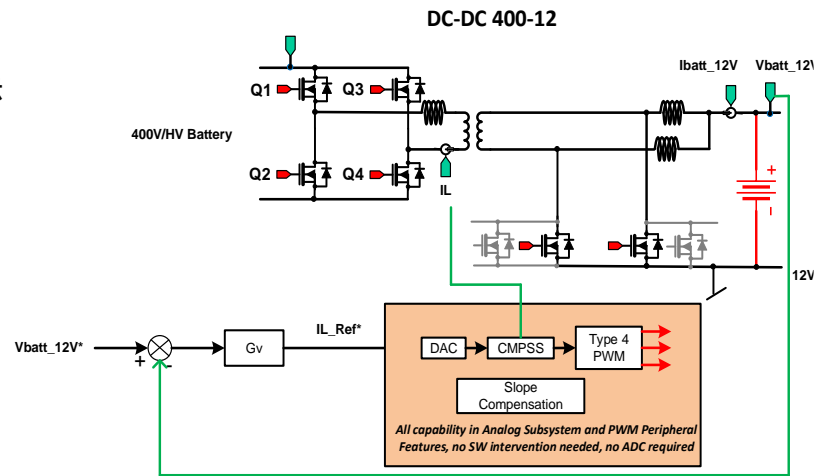 DC-DC 400-12
Ibatt_12V
Vbatt_12V
Q1
Q3
400V/HV Battery
Q2
Q4
IL
+
-
12V
Vbatt_12V*
+
-
Gv
IL_Ref*
DAC
CMPSS
Type 4
PWM
Slope
Compensation
All capability in Analog Subsystem and PWM Peripheral
Features, no SW intervention needed, no ADC required